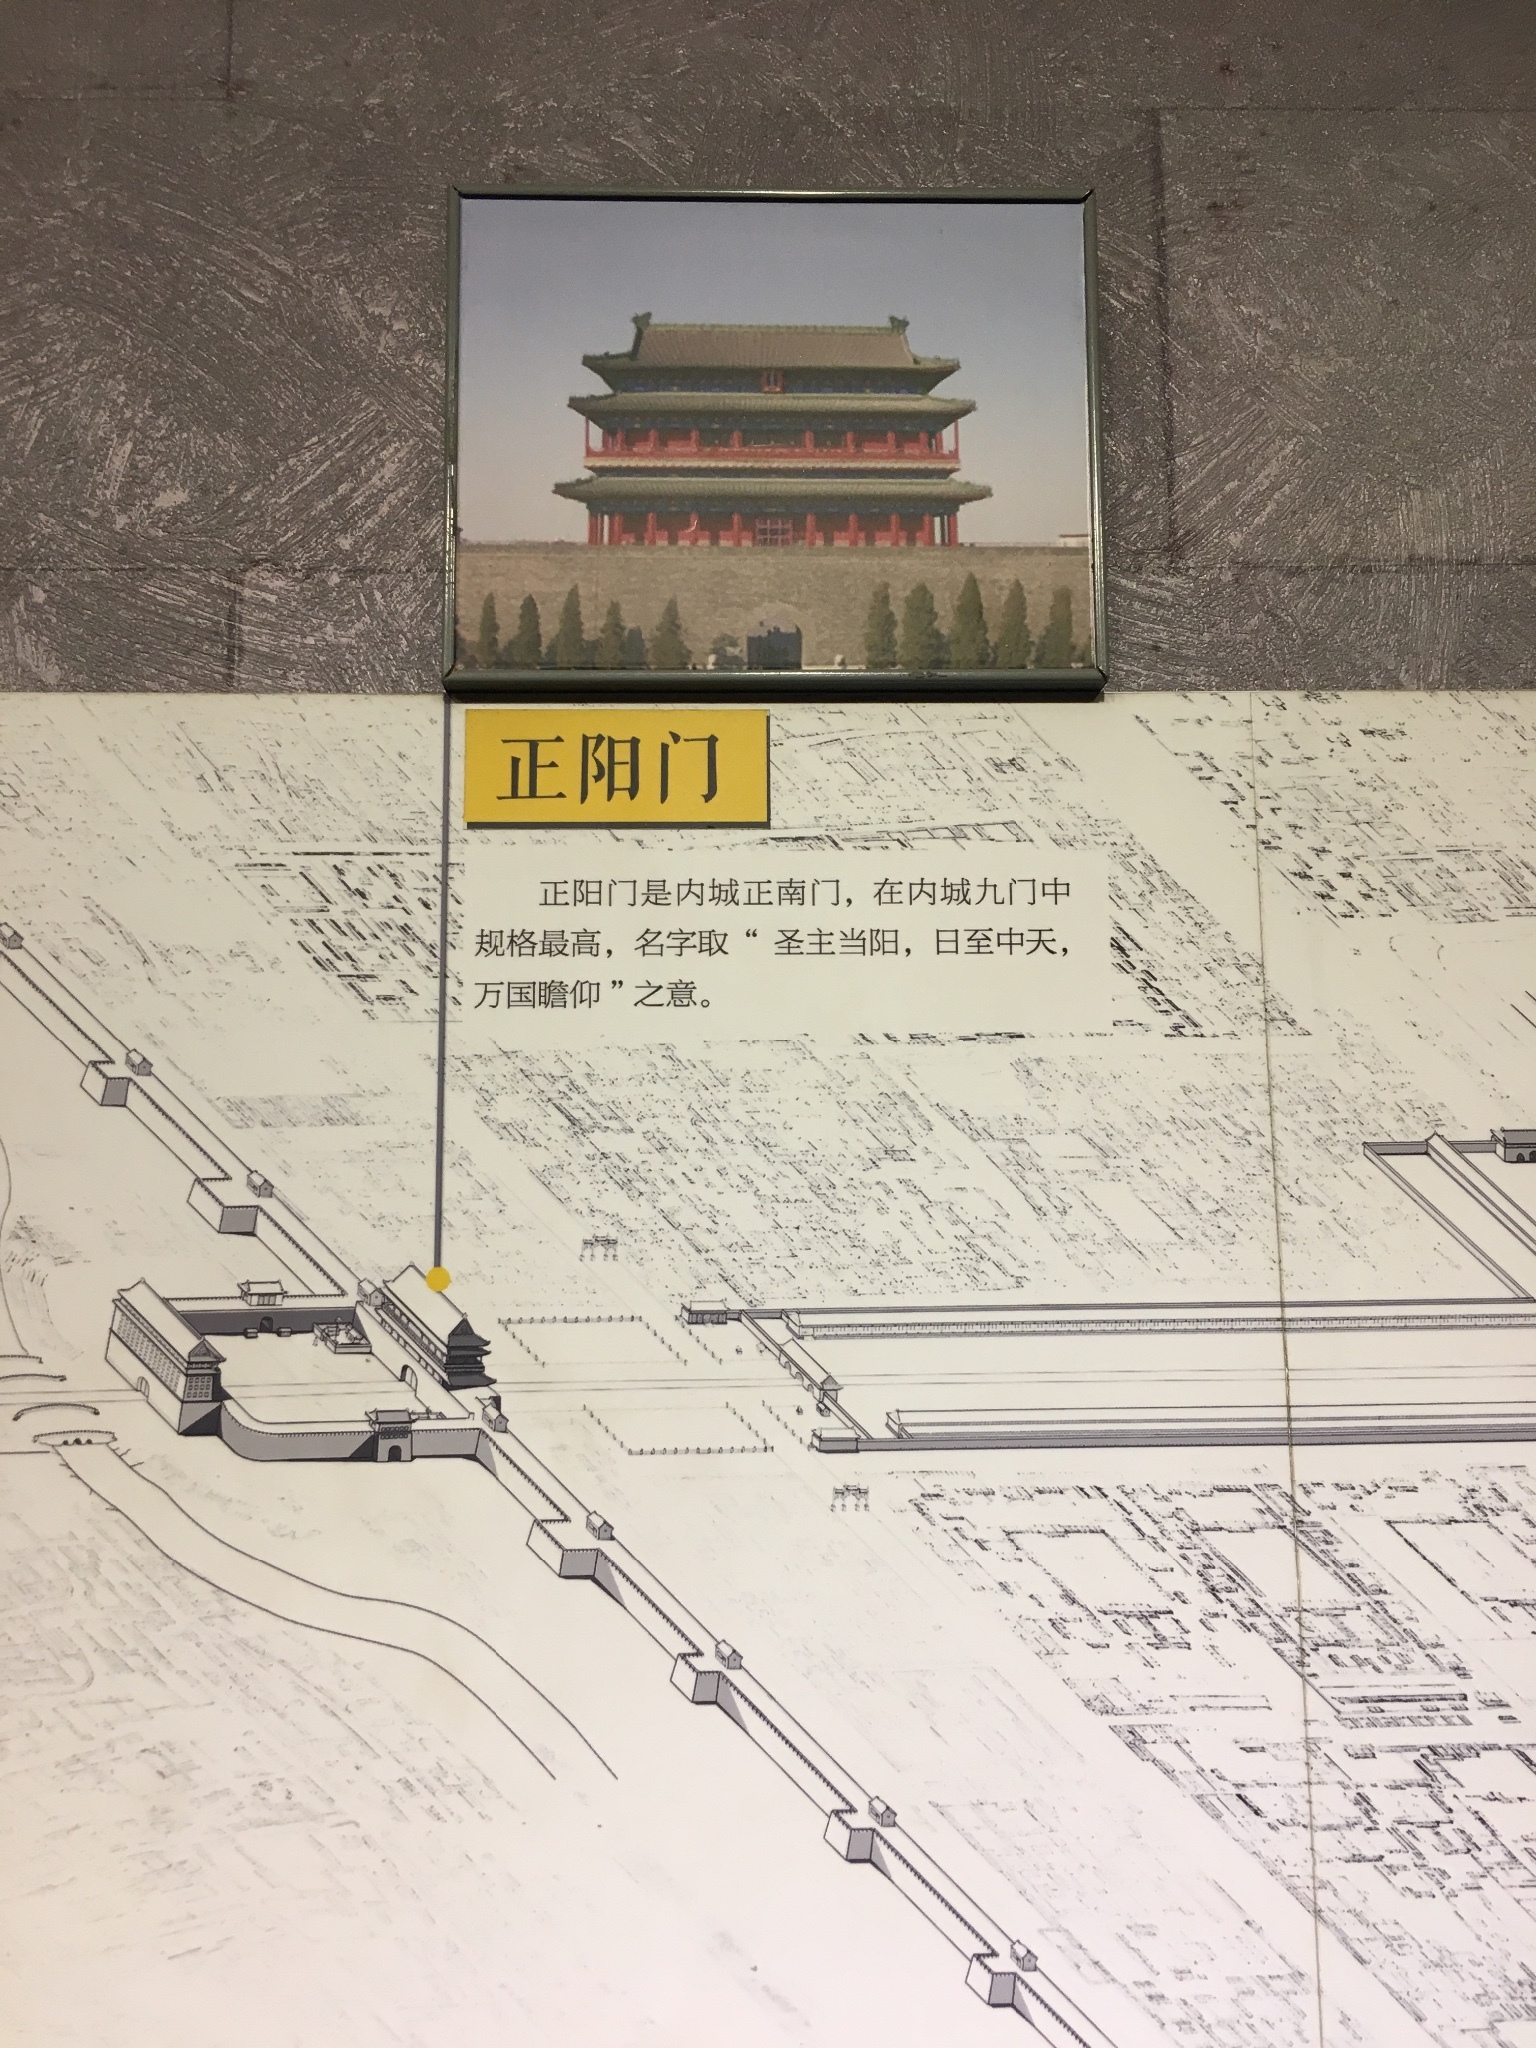 正阳门
正阳门是内城正南门，在内城九门中
规格最高，名字取“圣主当阳，日至中天，
万国瞻仰”之意。